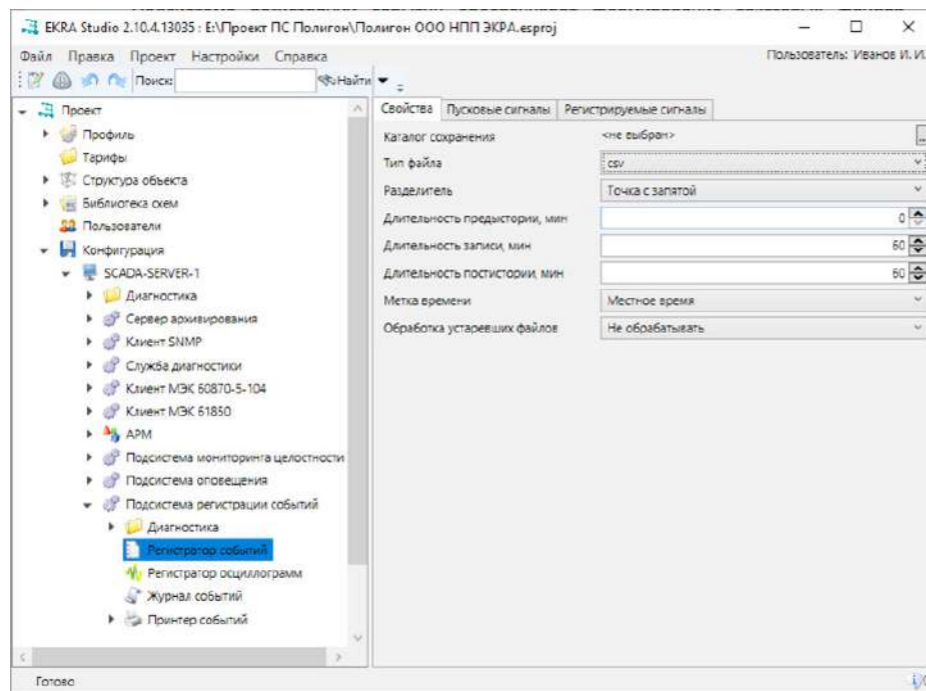 EKRA Studio 2.10.4.13035 : E:\Проект ПС Полигон\Полигон ООО НПП ЭКРА.esproj
Файл Правка Проект Настройки Справка
Пользователь: Иванов И. И.
Поиск: Найти
Проект
Профиль
Тарифы
Структура объекта
Библиотека схем
Пользователи
Конфигурация
SCADA-SERVER-1
Диагностика
Сервер архивирования
Клиент SNMP
Служба диагностики
Клиент МЭК 60870-5-104
Клиент МЭК 61850
АРМ
Подсистема мониторинга целостности
Подсистема оповещения
Подсистема регистрации событий
Диагностика
Регистратор событий
Регистратор осциллограмм
Журнал событий
Принтер событий
Свойства Пусковые сигналы Регистрируемые сигналы
Каталог сохранения <не выбран> ...
Тип файла csv
Разделитель Точка с запятой
Длительность предыстории, мин 0
Длительность записи, мин 60
Длительность постистории, мин 60
Метка времени Местное время
Обработка устаревших файлов Не обрабатывать
Готово